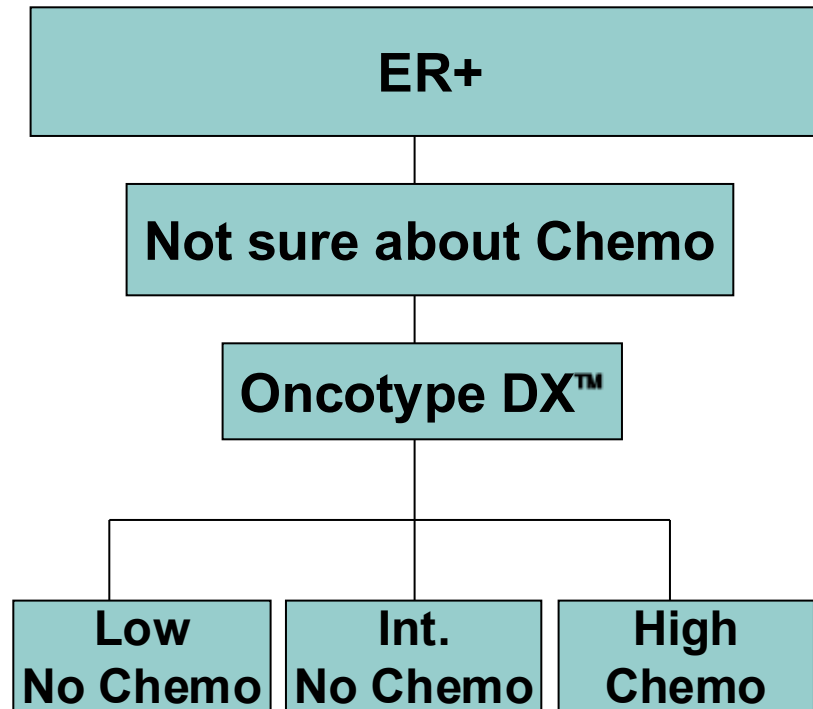 ER+
Not sure about Chemo
Oncotype DX™
Low
No Chemo
Int.
No Chemo
High
Chemo